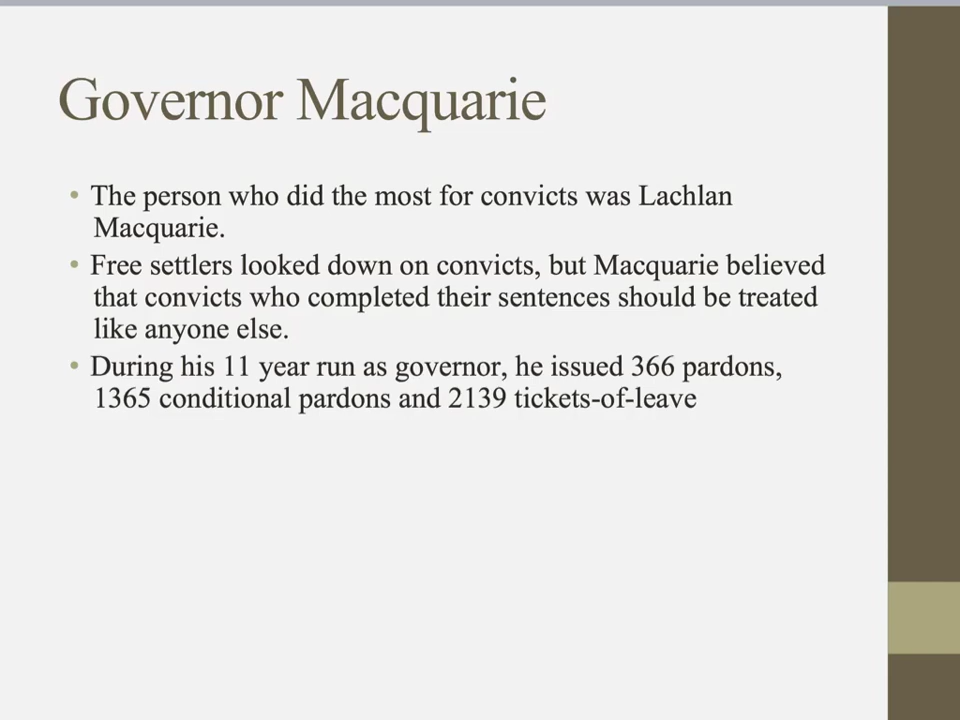 Governor Macquarie
• The person who did the most for convicts was Lachlan
Macquarie.
• Free settlers looked down on convicts, but Macquarie believed
that convicts who completed their sentences should be treated
like anyone else.
• During his 11 year run as governor, he issued 366 pardons,
1365 conditional pardons and 2139 tickets-of-leave